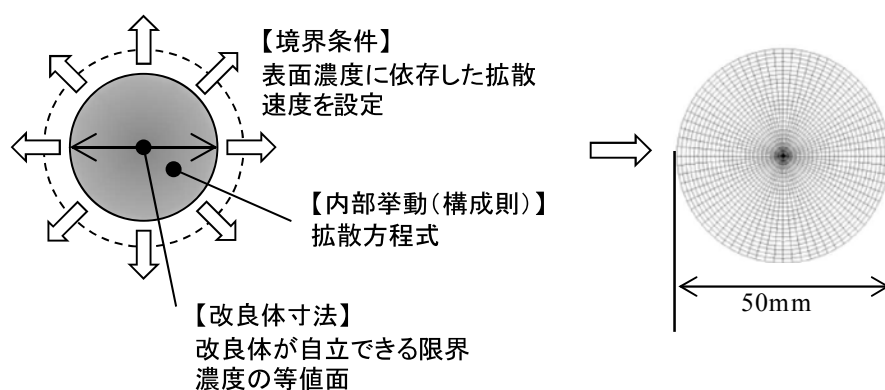 【境界条件】
表面濃度に依存した拡散
速度を設定
【内部挙動（構成則）】
拡散方程式
【改良体寸法】
改良体が自立できる限界
濃度の等値面
50mm